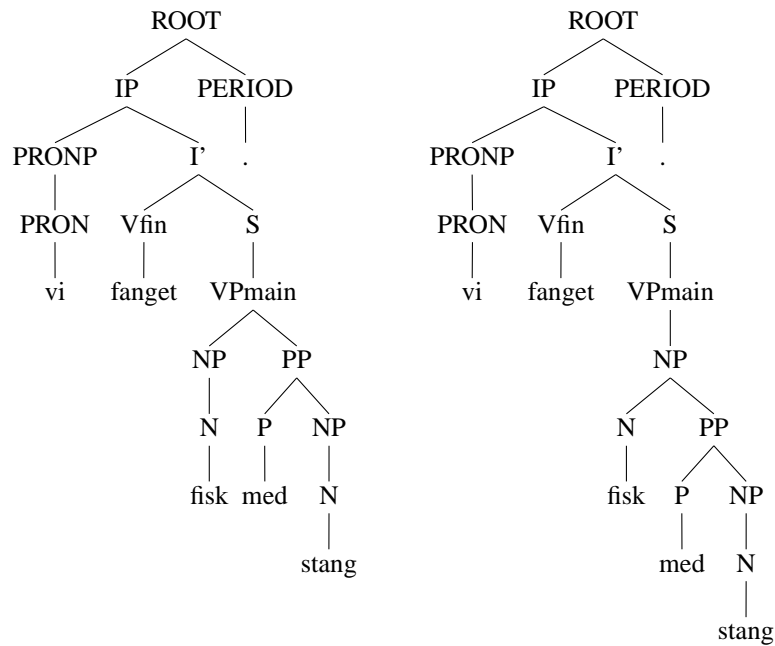 ROOT ROOT
IP PERIOD IP PERIOD
PRONP I’ . PRONP I’ .
PRON Vfin S PRON Vfin S
vi fanget VPmain vi fanget VPmain
NP PP NP
N P NP N PP
fisk med N fisk P NP
stang med N
stang